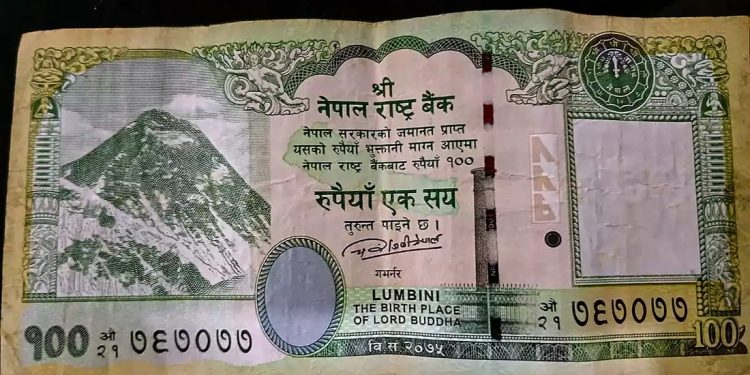 श्री
नेपाल राष्ट्र बैंक
नेपाल सरकारको जमानत प्राप्त
यसको रुपैयाँ भुक्तानी माग्न आएमा
नेपाल राष्ट्र बैंकबाट रुपैयाँ १००
रुपैयाँ एक सय
तुरुन्त पाइने छ।
गभर्नर
LUMBINI
THE BIRTH PLACE
OF LORD BUDDHA
औ
२१ ७६७०७७
१०० औ
२१ ७६७०७७
वि सं २०७५
100